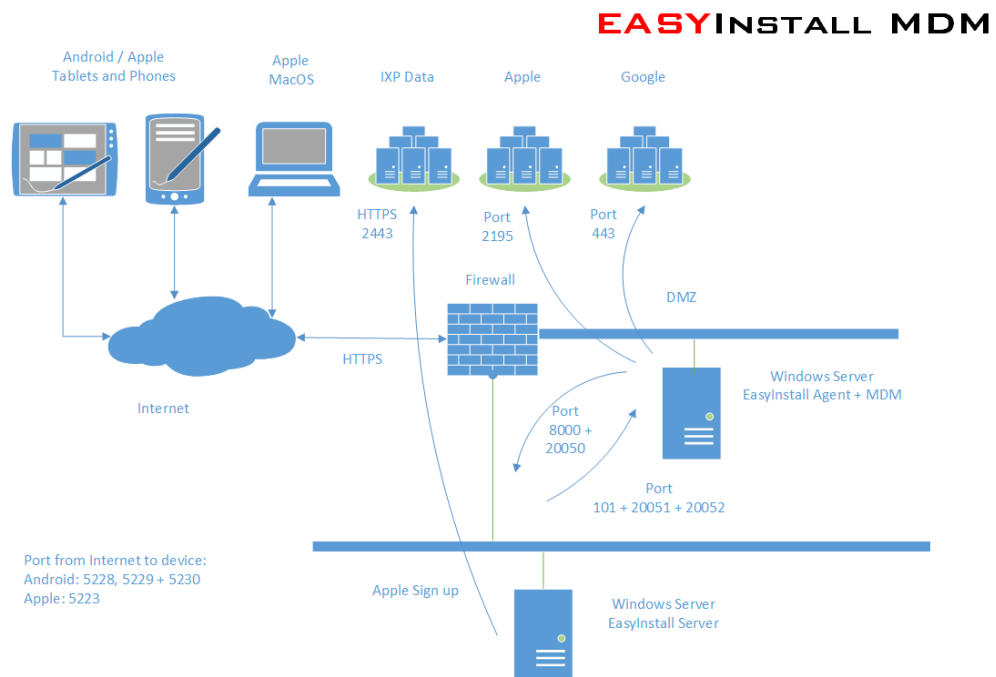 EASYINSTALL MDM
Android / Apple
Tablets and Phones
Apple
MacOS
IXP Data
Apple
Google
HTTPS
2443
Port
2195
Port
443
Firewall
DMZ
HTTPS
Internet
Windows Server
EasyInstall Agent + MDM
Port
8000 +
20050
Port
101 + 20051 + 20052
Port from Internet to device:
Android: 5228, 5229 + 5230
Apple: 5223
Apple Sign up
Windows Server
EasyInstall Server